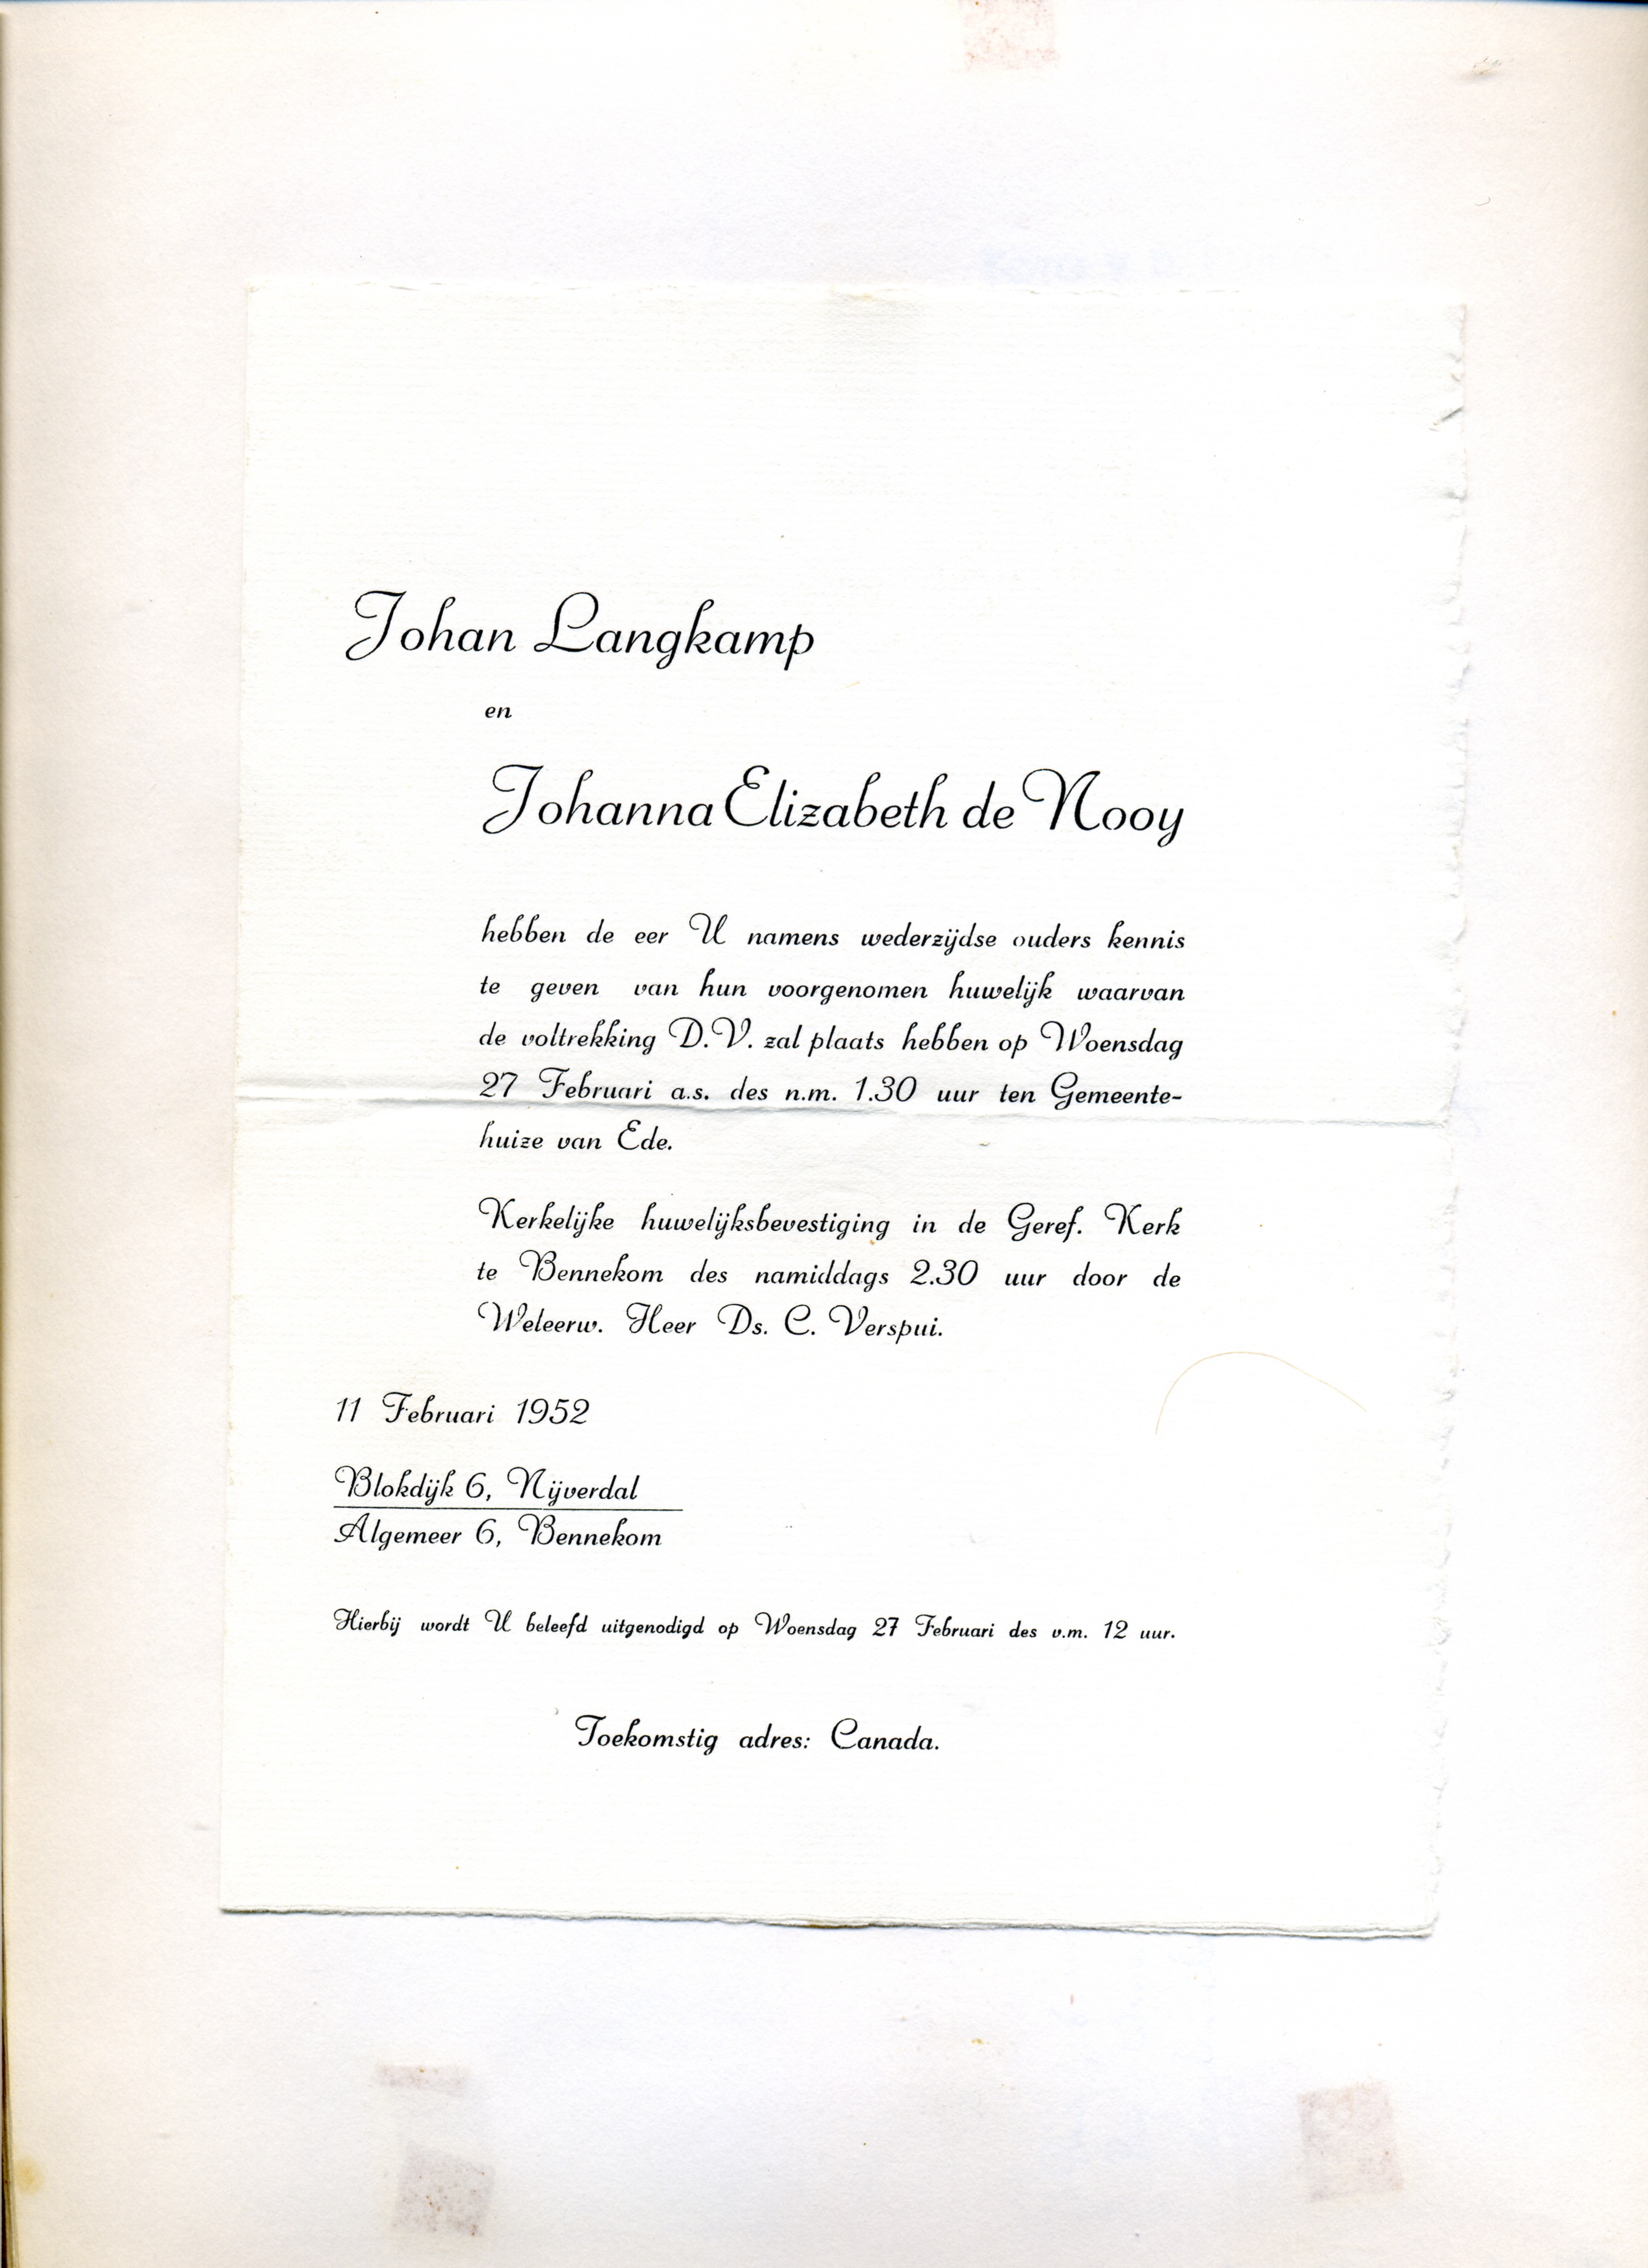 Johan Langkamp
en
Johanna Elizabeth de Nooy
hebben de eer U namens wederzijdse ouders kennis
te geven van hun voorgenomen huwelijk waarvan
de voltrekking D.V. zal plaats hebben op Woensdag
27 Februari a.s. des n.m. 1.30 uur ten Gemeente-
huize van Ede.
Kerkelijke huwelijksbevestiging in de Geref. Kerk
te Bennekom des namiddags 2.30 uur door de
Weleerw. Heer Ds. C. Verspui.
11 Februari 1952
Blokdijk 6, Nijverdal
Algemeer 6, Bennekom
Hierbij wordt U beleefd uitgenodigd op Woensdag 27 Februari des v.m. 12 uur.
Toekomstig adres: Canada.